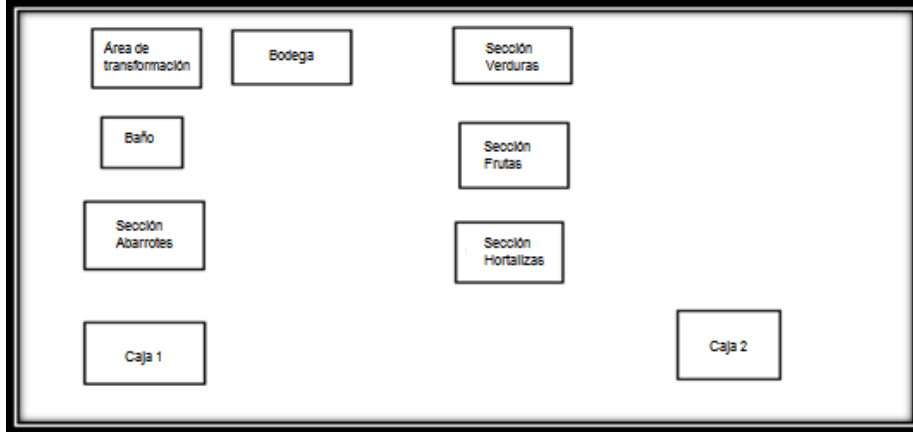 Área de
transformación
Bodega
Sección
Verduras
Baño
Sección
Frutas
Sección
Abarrotes
Sección
Hortalizas
Caja 1
Caja 2